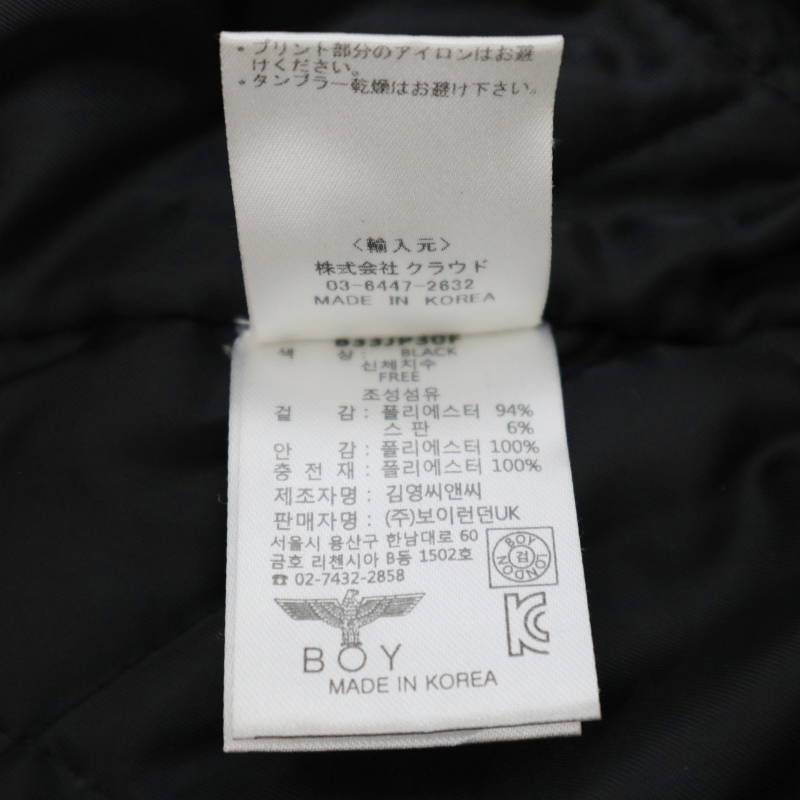 ・プリント部分のアイロンはお避
けください。
・タンブラー乾燥はお避け下さい。
〈輸入元〉
株式会社 クラウド
03-6447-2632
MADE IN KOREA
B33JP30F
색 상 : BLACK
신체치수
FREE
조성섬유
겉 감 : 폴리에스터 94%
스 판 6%
안 감 : 폴리에스터 100%
충 전 재 : 폴리에스터 100%
제조자명 : 김영씨앤씨
판매자명 : (주)보이런던UK
서울시 용산구 한남대로 60
금호 리첸시아 B동 1502호
☎ 02-7432-2858
BOY
검
LONDON
KC
BOY
MADE IN KOREA